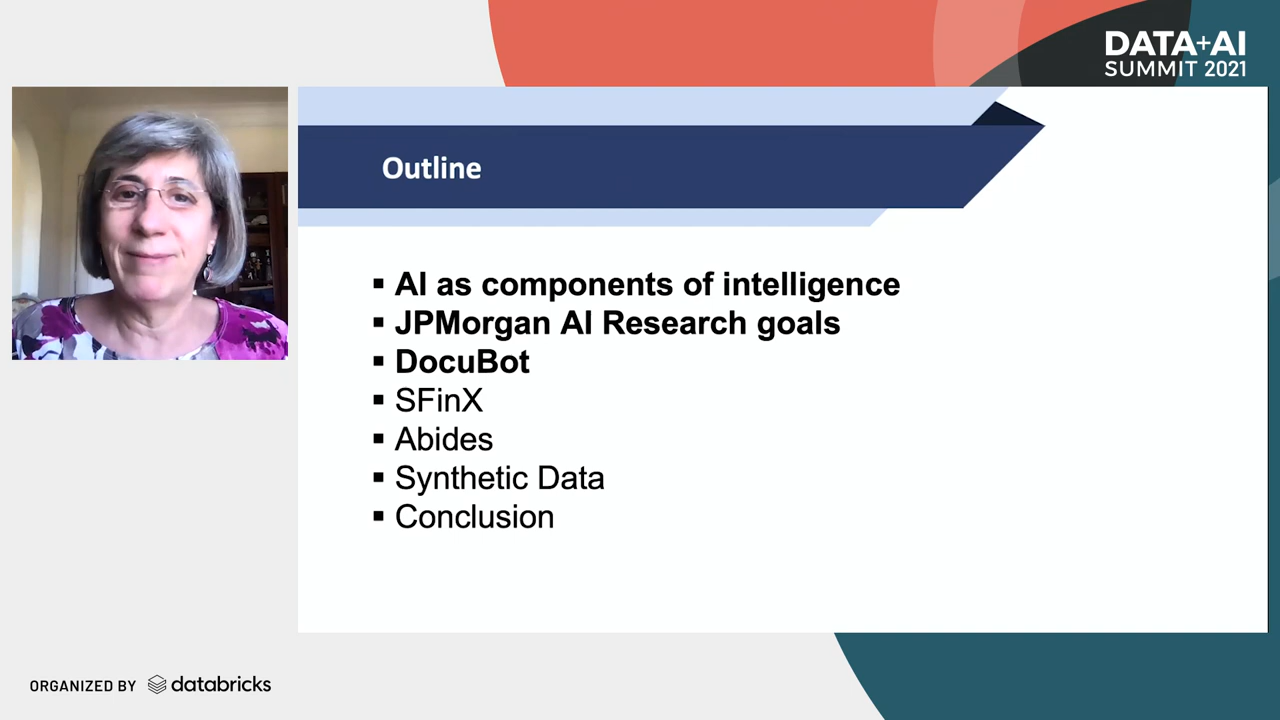 DATA+AI
SUMMIT 2021
Outline
▪ AI as components of intelligence
▪ JPMorgan AI Research goals
▪ DocuBot
▪ SFinX
▪ Abides
▪ Synthetic Data
▪ Conclusion
ORGANIZED BY databricks